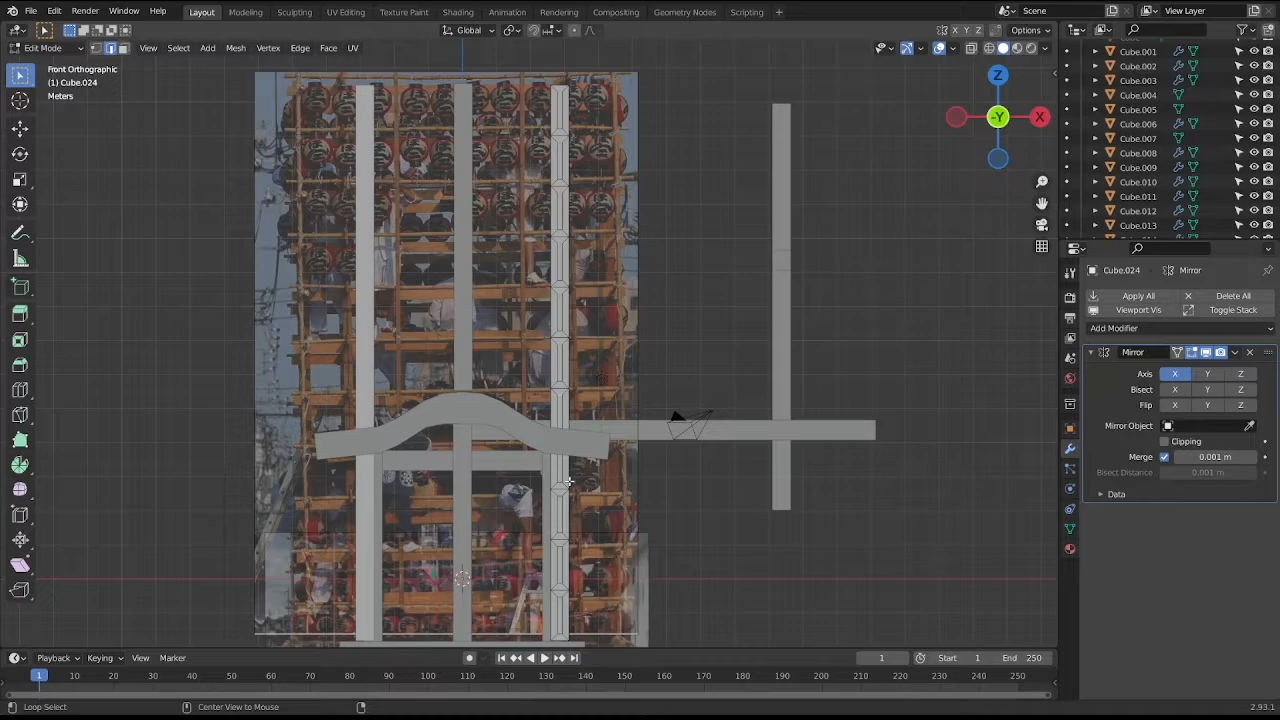 File Edit Render Window Help Layout Modeling Sculpting UV Editing Texture Paint Shading Animation Rendering Compositing Geometry Nodes Scripting + Scene View Layer
Global X Y Z Options
Edit Mode View Select Add Mesh Vertex Edge Face UV
Front Orthographic
(1) Cube.024
Meters
Z
-Y X
Cube.001
Cube.002
Cube.003
Cube.004
Cube.005
Cube.006
Cube.007
Cube.008
Cube.009
Cube.010
Cube.011
Cube.012
Cube.013
Cube.024 Mirror
Apply All Delete All
Viewport Vis Toggle Stack
Add Modifier
Mirror
Axis X Y Z
Bisect X Y Z
Flip X Y Z
Mirror Object
Clipping
Merge 0.001 m
Bisect Distance 0.001 m
Data
Playback Keying View Marker 1 Start 1 End 250
1 10 20 30 40 50 60 70 80 90 100 110 120 130 140 150 160 170 180 190 200 210 220 230 240 250
Loop Select Center View to Mouse 2.93.1